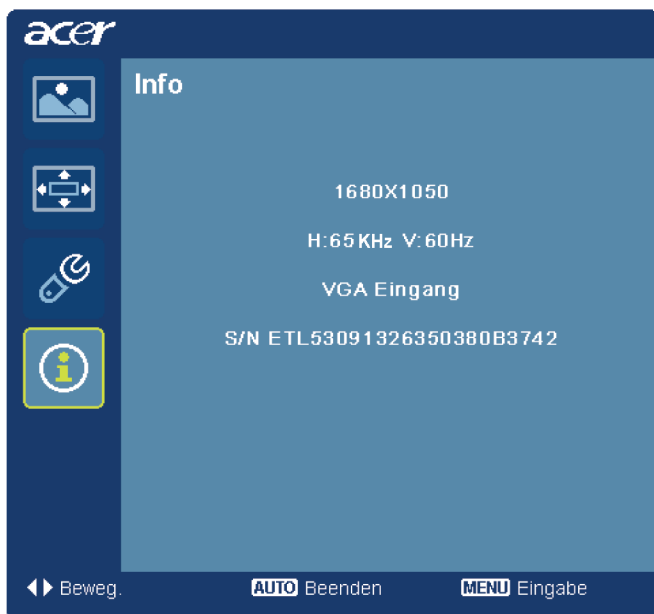 acer
Info
1680X1050
H:65KHz V:60Hz
VGA Eingang
S/N ETL53091326350380B3742
Beweg. AUTO Beenden MENU Eingabe